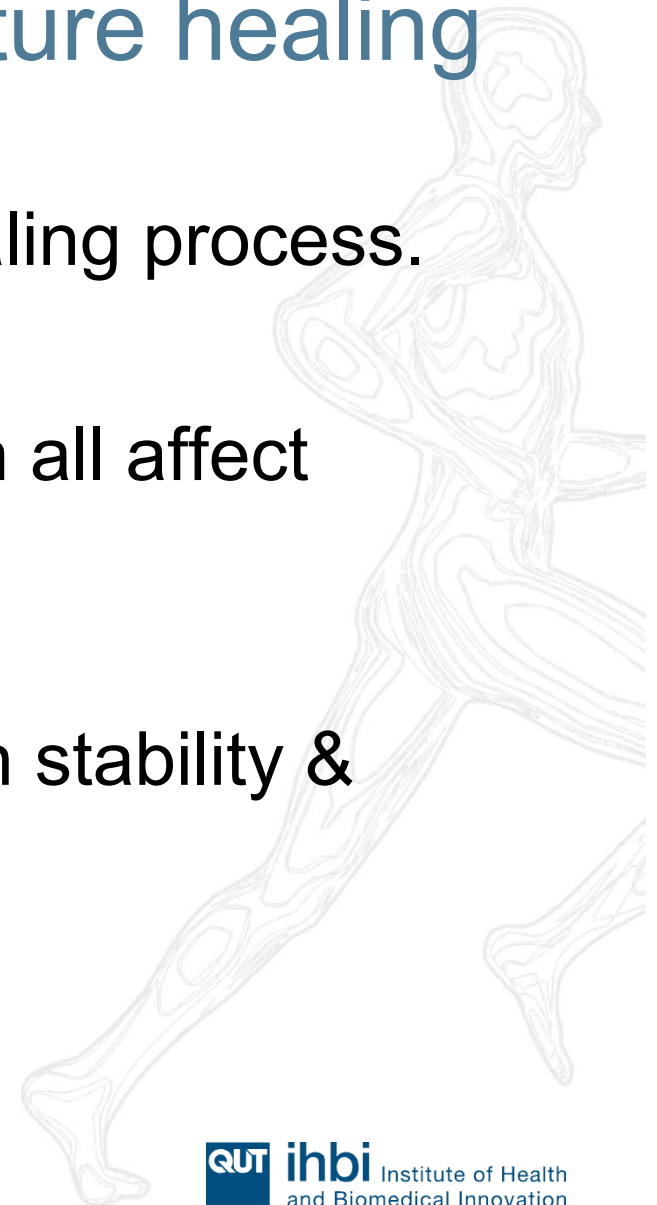 ture healing
aling process.
n all affect
n stability &
QUT ihbi Institute of Health
and Biomedical Innovation